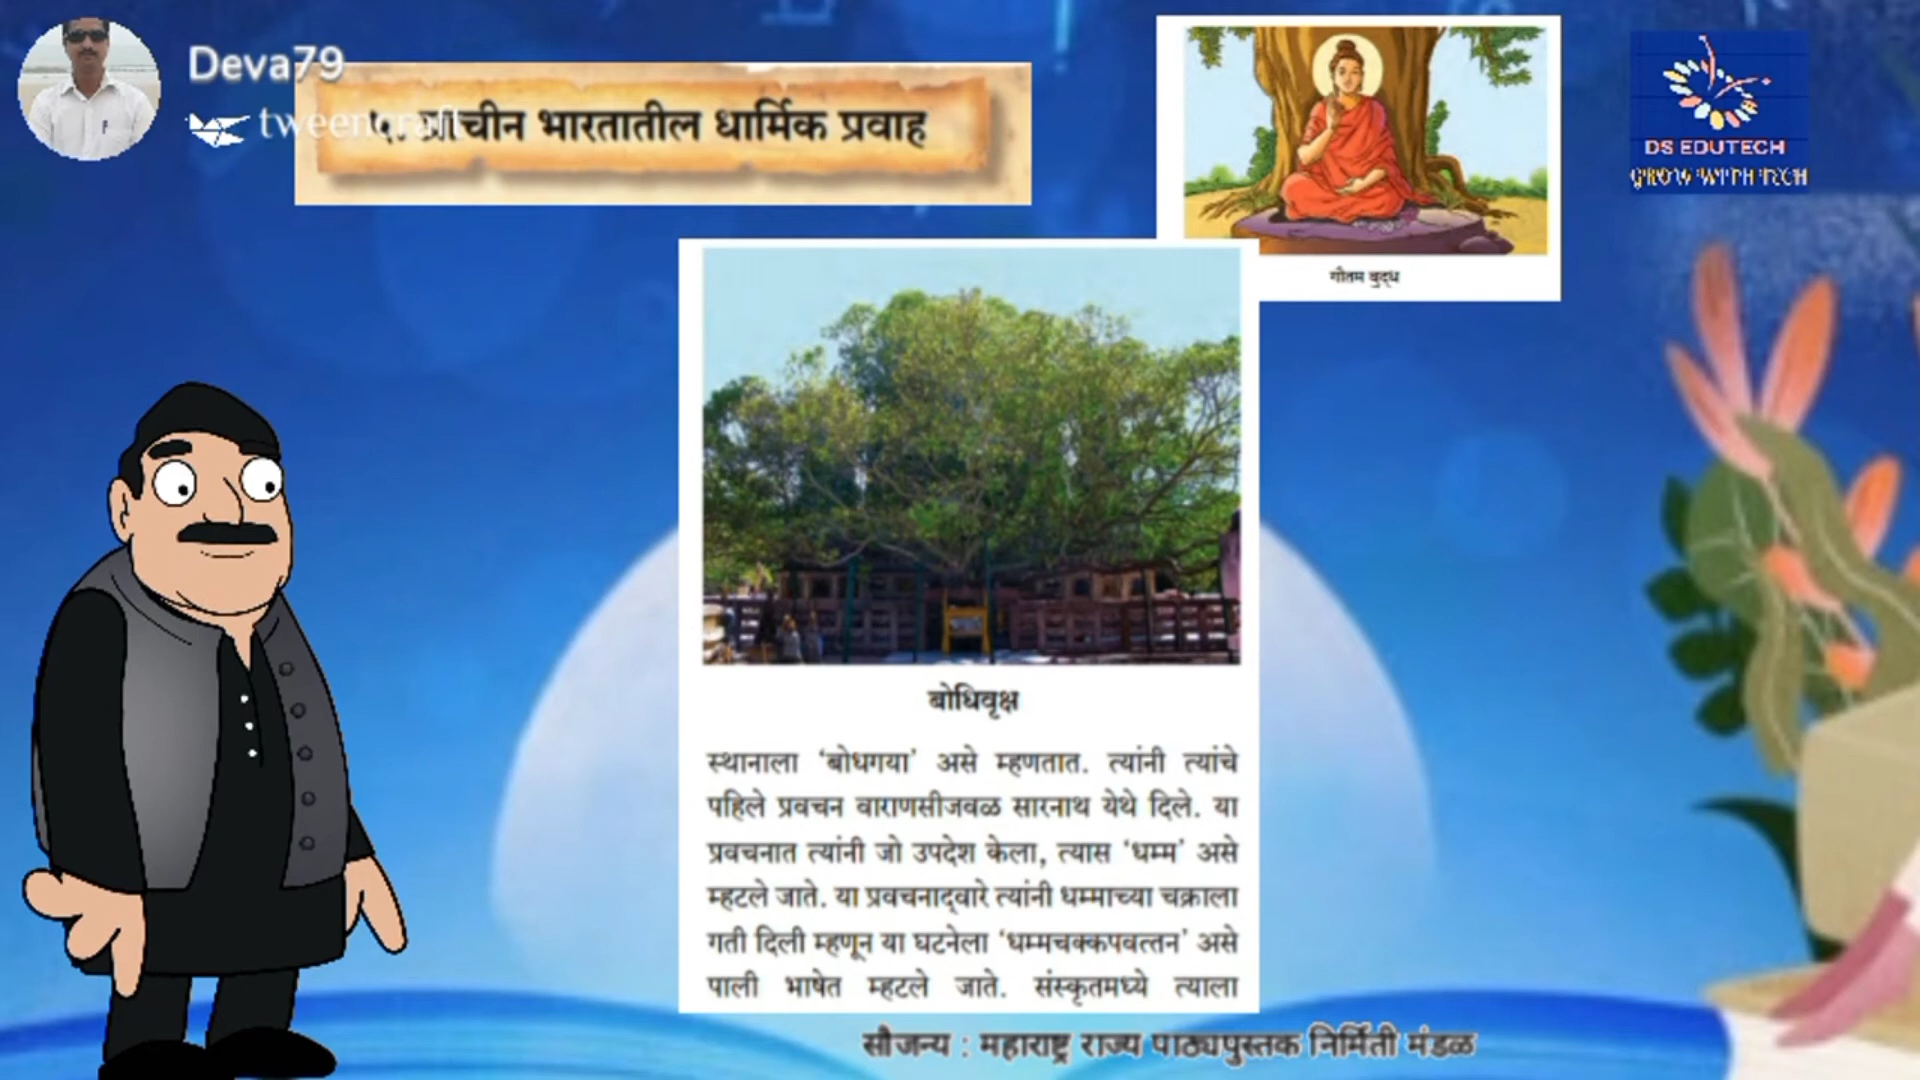 Deva79
tweencraft
५. प्राचीन भारतातील धार्मिक प्रवाह
DS EDUTECH
GROW WITH TECH
गौतम बुद्ध
बोधिवृक्ष
स्थानाला ‘बोधगया’ असे म्हणतात. त्यांनी त्यांचे
पहिले प्रवचन वाराणसीजवळ सारनाथ येथे दिले. या
प्रवचनात त्यांनी जो उपदेश केला, त्यास ‘धम्म’ असे
म्हटले जाते. या प्रवचनाद्वारे त्यांनी धम्माच्या चक्राला
गती दिली म्हणून या घटनेला ‘धम्मचक्कपवत्तन’ असे
पाली भाषेत म्हटले जाते. संस्कृतमध्ये त्याला
सौजन्य : महाराष्ट्र राज्य पाठ्यपुस्तक निर्मिती मंडळ